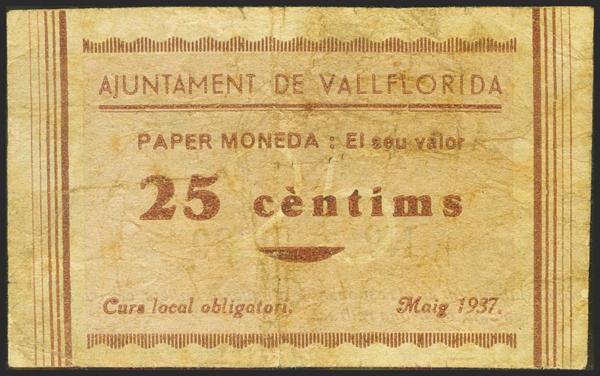 AJUNTAMENT DE VALLFLORIDA
PAPER MONEDA : El seu valor
25 cèntims
Curs local obligatori.
Maig 1937.